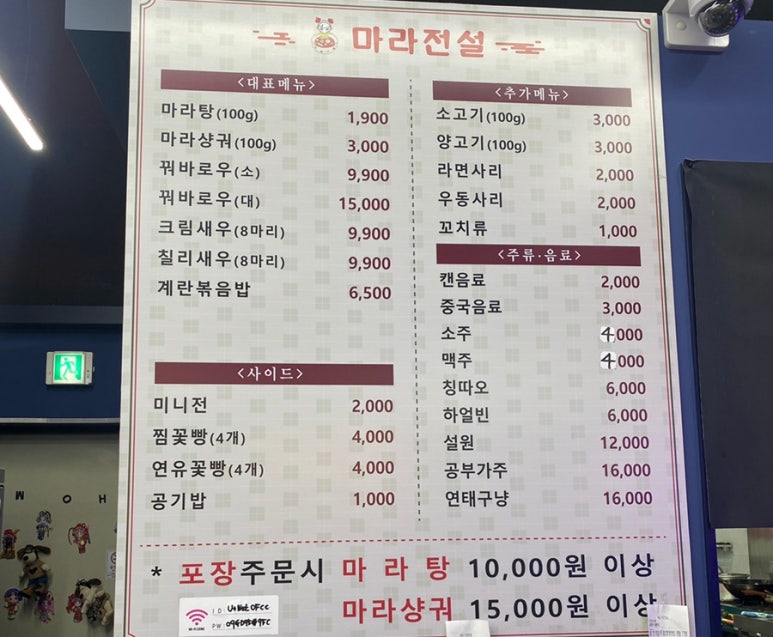 마라전설
<대표메뉴>
마라탕(100g) 1,900
마라샹궈(100g) 3,000
꿔바로우(소) 9,900
꿔바로우(대) 15,000
크림새우(8마리) 9,900
칠리새우(8마리) 9,900
계란볶음밥 6,500
<사이드>
미니전 2,000
찜꽃빵(4개) 4,000
연유꽃빵(4개) 4,000
공기밥 1,000
<추가메뉴>
소고기(100g) 3,000
양고기(100g) 3,000
라면사리 2,000
우동사리 2,000
꼬치류 1,000
<주류·음료>
캔음료 2,000
중국음료 3,000
소주 4000
맥주 4000
칭따오 6,000
하얼빈 6,000
설원 12,000
공부가주 16,000
연태구냥 16,000
* 포장주문시 마 라 탕 10,000원 이상
마라샹궈 15,000원 이상
ID
PW
M O H